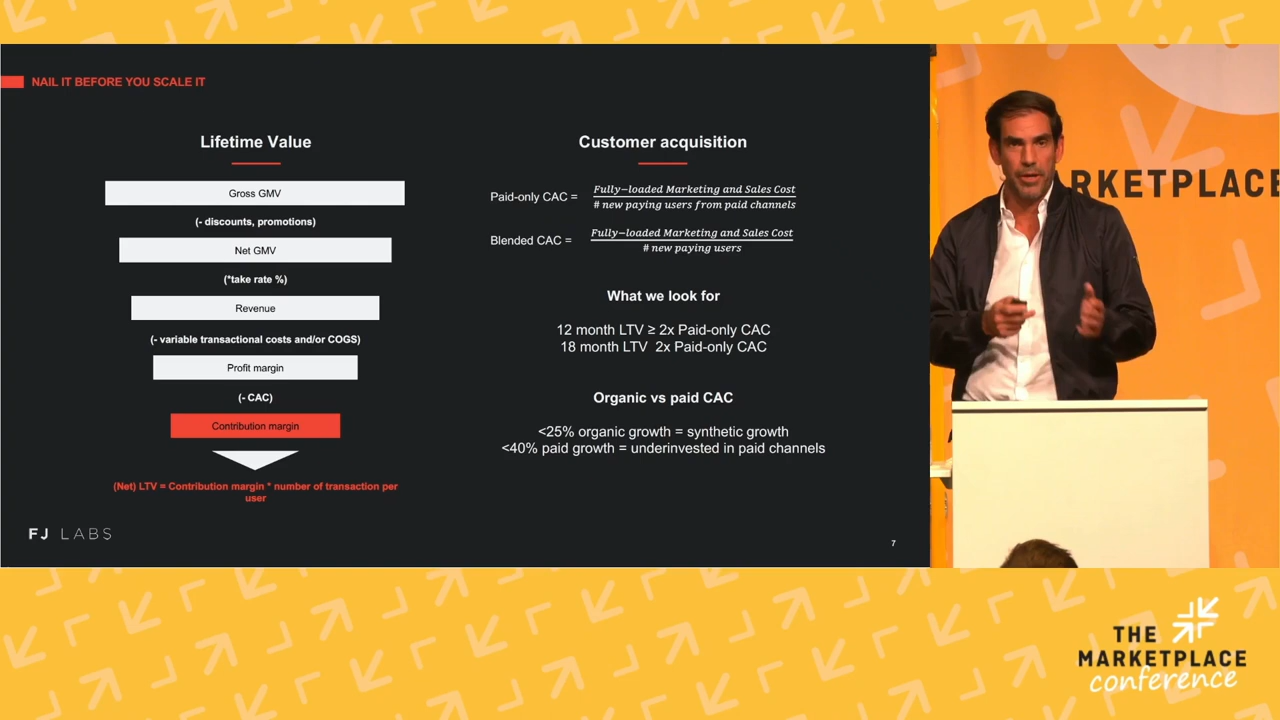 NAIL IT BEFORE YOU SCALE IT
Lifetime Value
Gross GMV
(- discounts, promotions)
Net GMV
(*take rate %)
Revenue
(- variable transactional costs and/or COGS)
Profit margin
(- CAC)
Contribution margin
(Net) LTV = Contribution margin * number of transaction per
user
Customer acquisition
Paid-only CAC = Fully−loaded Marketing and Sales Cost
# new paying users from paid channels
Blended CAC = Fully−loaded Marketing and Sales Cost
# new paying users
What we look for
12 month LTV ≥ 2x Paid-only CAC
18 month LTV 2x Paid-only CAC
Organic vs paid CAC
<25% organic growth = synthetic growth
<40% paid growth = underinvested in paid channels
FJ LABS
7
RKETPLACE
THE
MARKETPLACE
conference